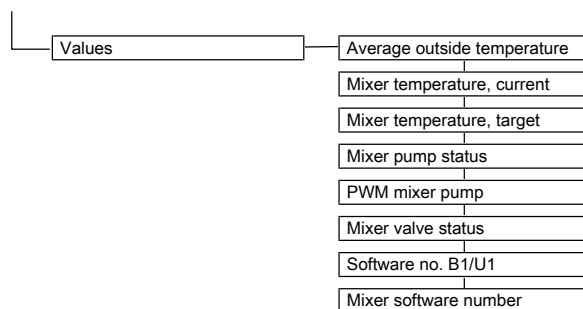 Values
Average outside temperature
Mixer temperature, current
Mixer temperature, target
Mixer pump status
PWM mixer pump
Mixer valve status
Software no. B1/U1
Mixer software number